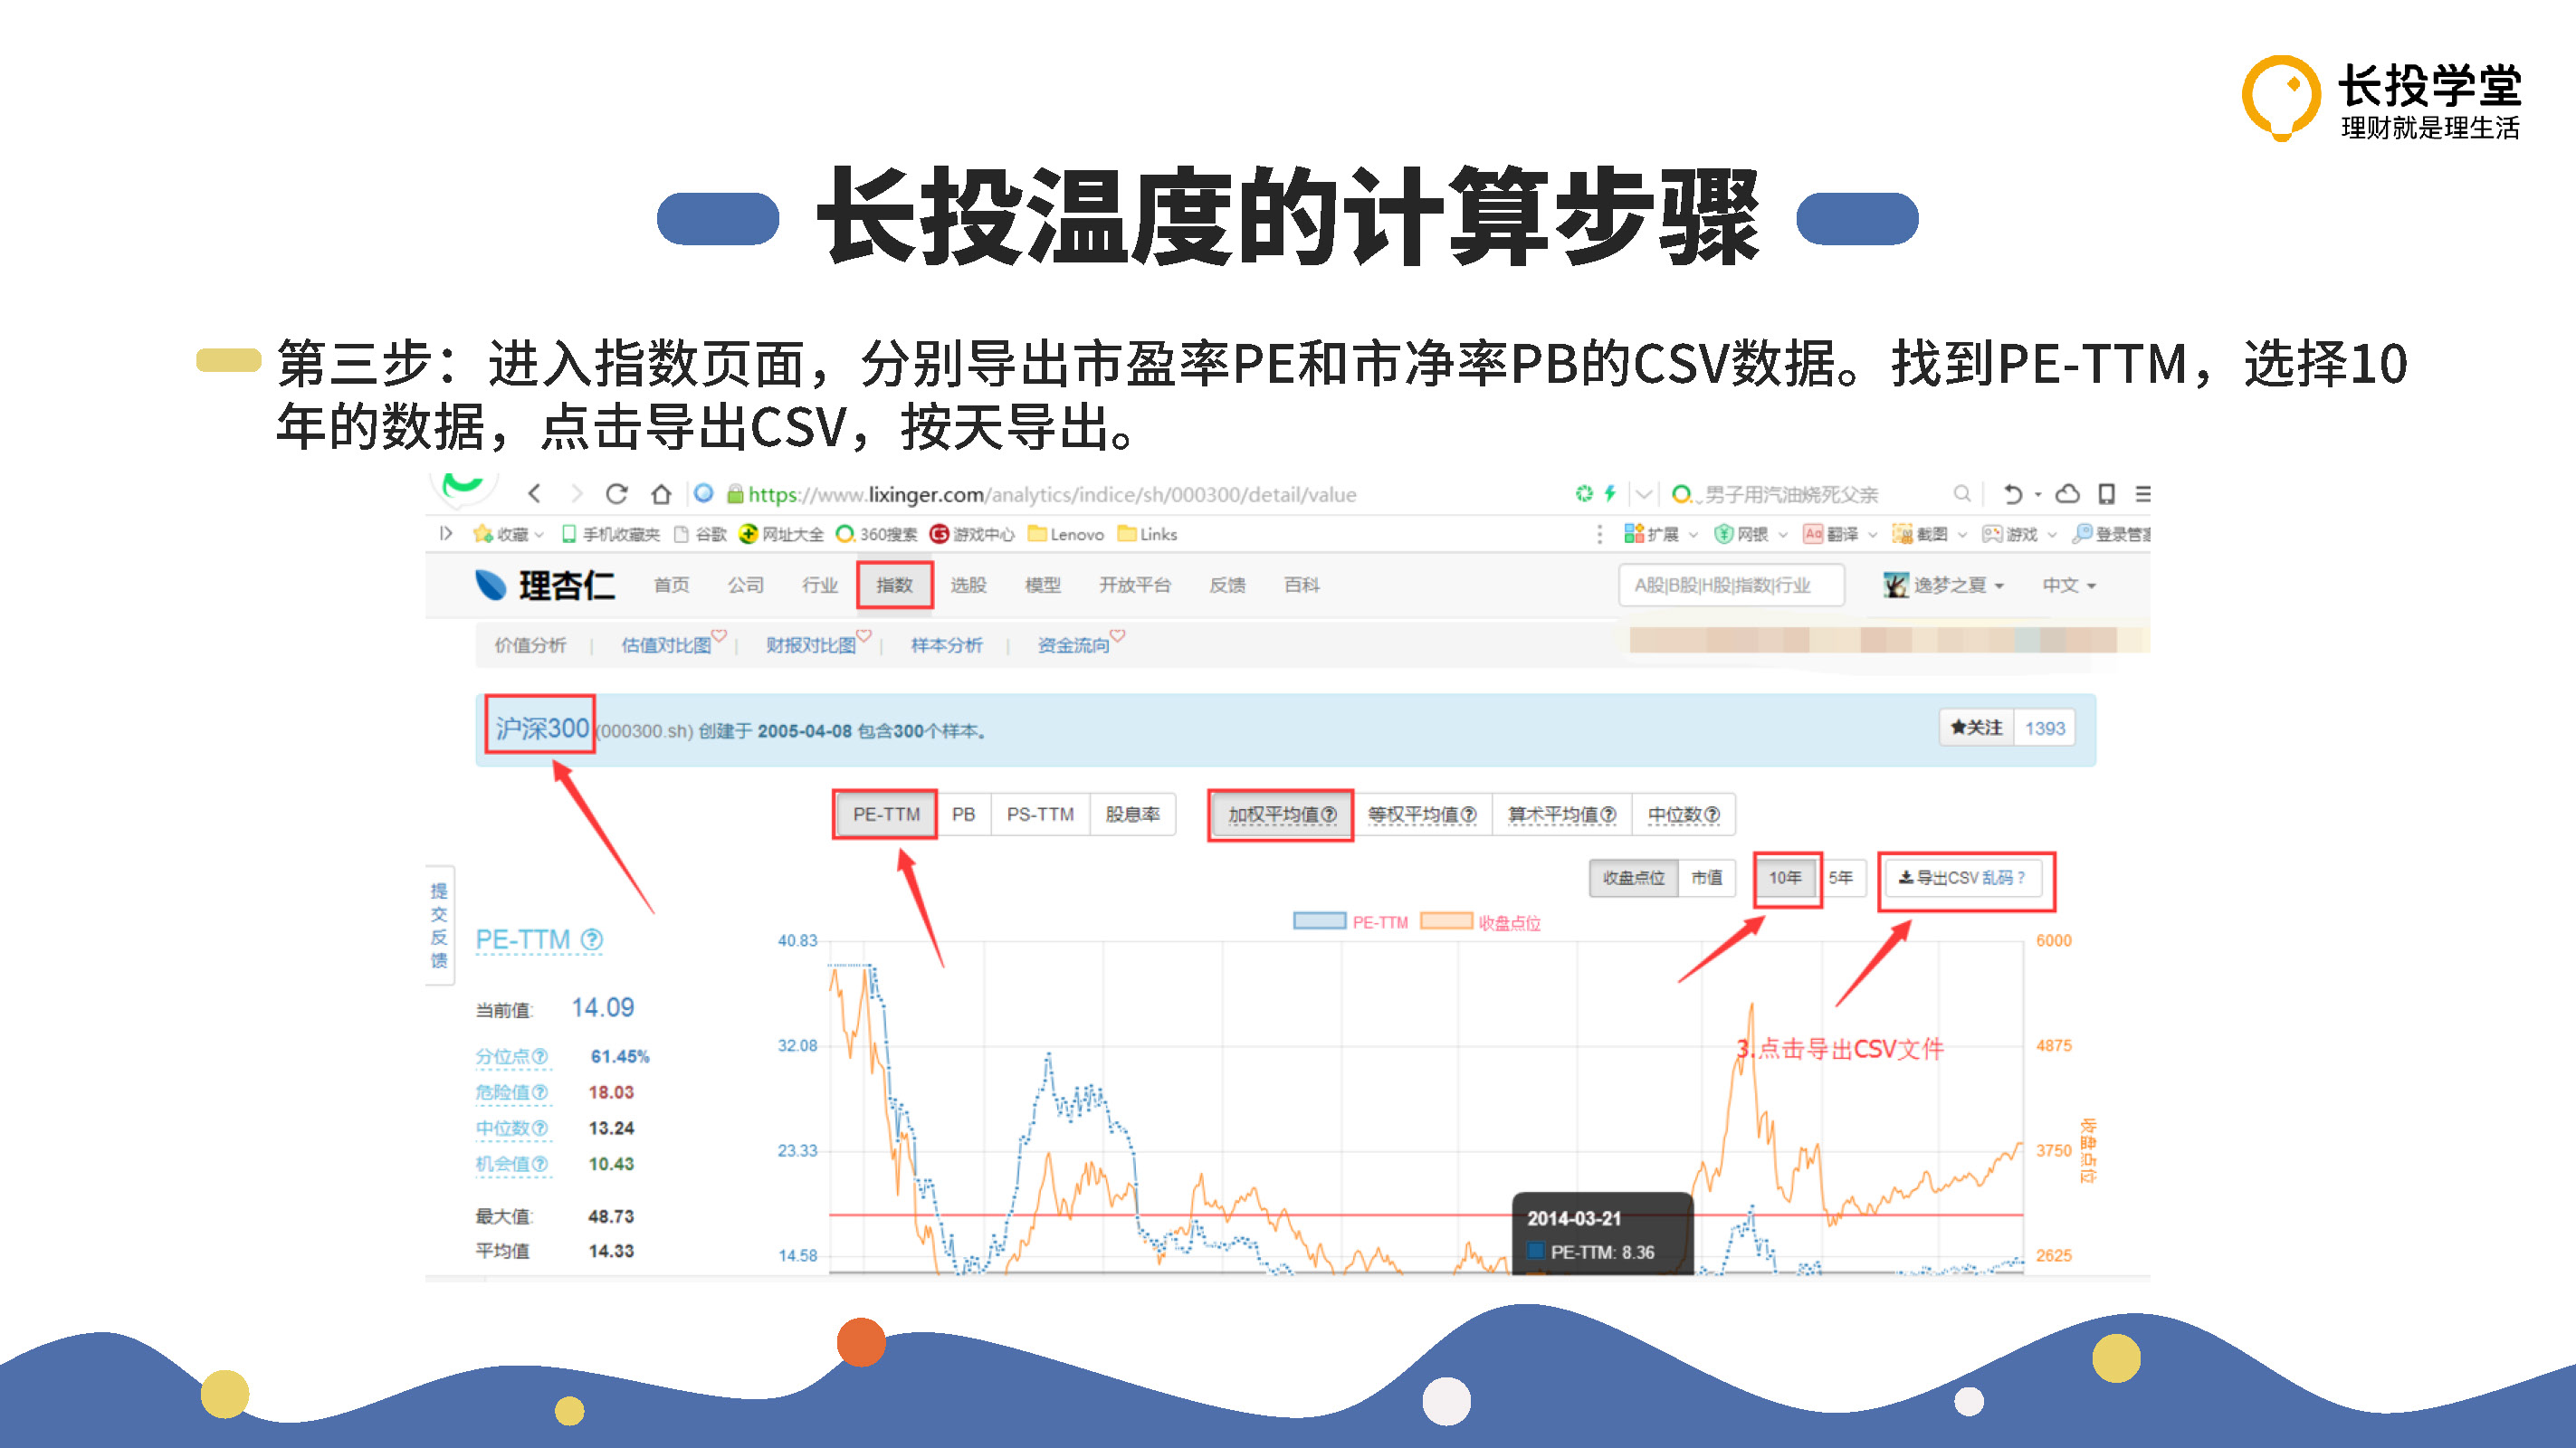 长投学堂
理财就是理生活
长投温度的计算步骤
第三步：进入指数页面，分别导出市盈率PE和市净率PB的CSV数据。找到PE-TTM，选择10
年的数据，点击导出CSV，按天导出。
https://www.lixinger.com/analytics/indice/sh/000300/detail/value 男子用汽油烧死父亲
收藏 手机收藏夹 谷歌 网址大全 360搜索 游戏中心 Lenovo Links 扩展 网银 翻译 截图 游戏 登录管家
理杏仁 首页 公司 行业 指数 选股 模型 开放平台 反馈 百科 A股|B股|H股|指数|行业 逸梦之夏 中文
价值分析 | 估值对比图 | 财报对比图 | 样本分析 | 资金流向
沪深300 (000300.sh) 创建于 2005-04-08 包含300个样本。 ★关注 1393
PE-TTM PB PS-TTM 股息率 加权平均值 等权平均值 算术平均值 中位数
收盘点位 市值 10年 5年 导出CSV 乱码？
提交反馈
PE-TTM 收盘点位
PE-TTM
当前值: 14.09
分位点 61.45%
危险值 18.03
中位数 13.24
机会值 10.43
最大值: 48.73
平均值 14.33
40.83
32.08
23.33
14.58
6000
4875
3750
2625
收盘点位
3.点击导出CSV文件
2014-03-21
PE-TTM: 8.36